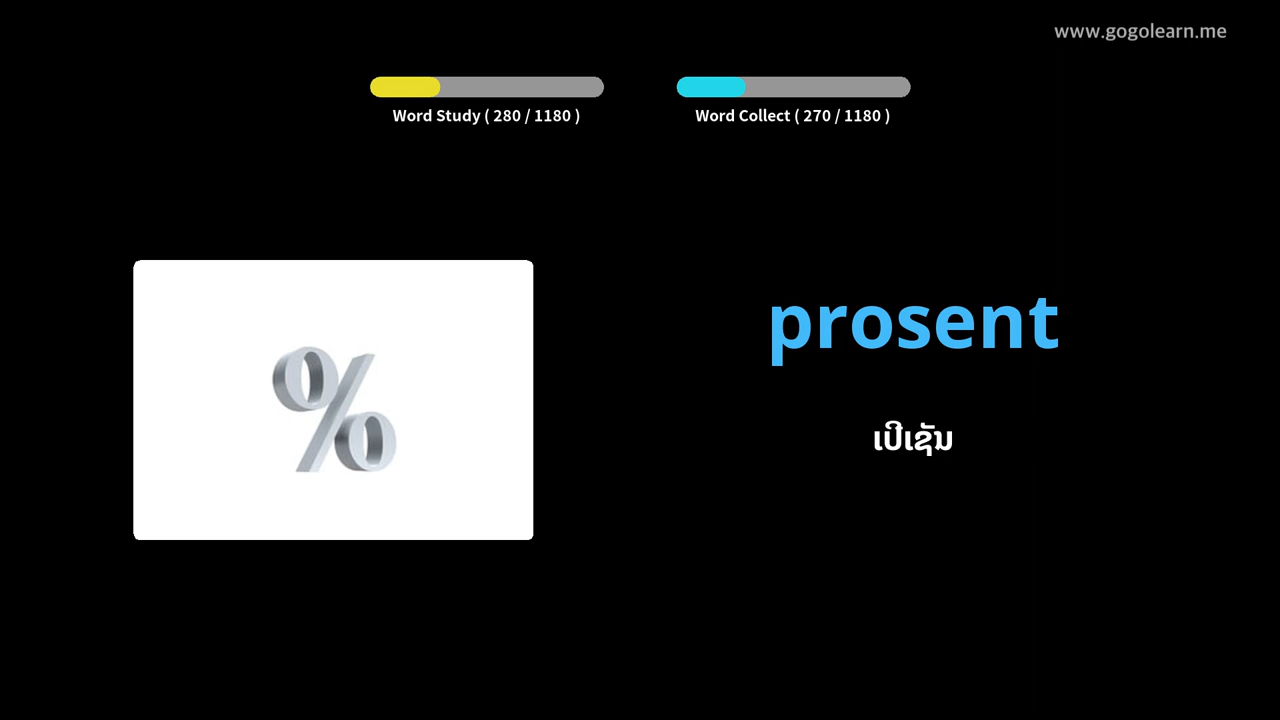 www.gogolearn.me
Word Study ( 280 / 1180 )
Word Collect ( 270 / 1180 )
%
prosent
ເປີເຊັນ